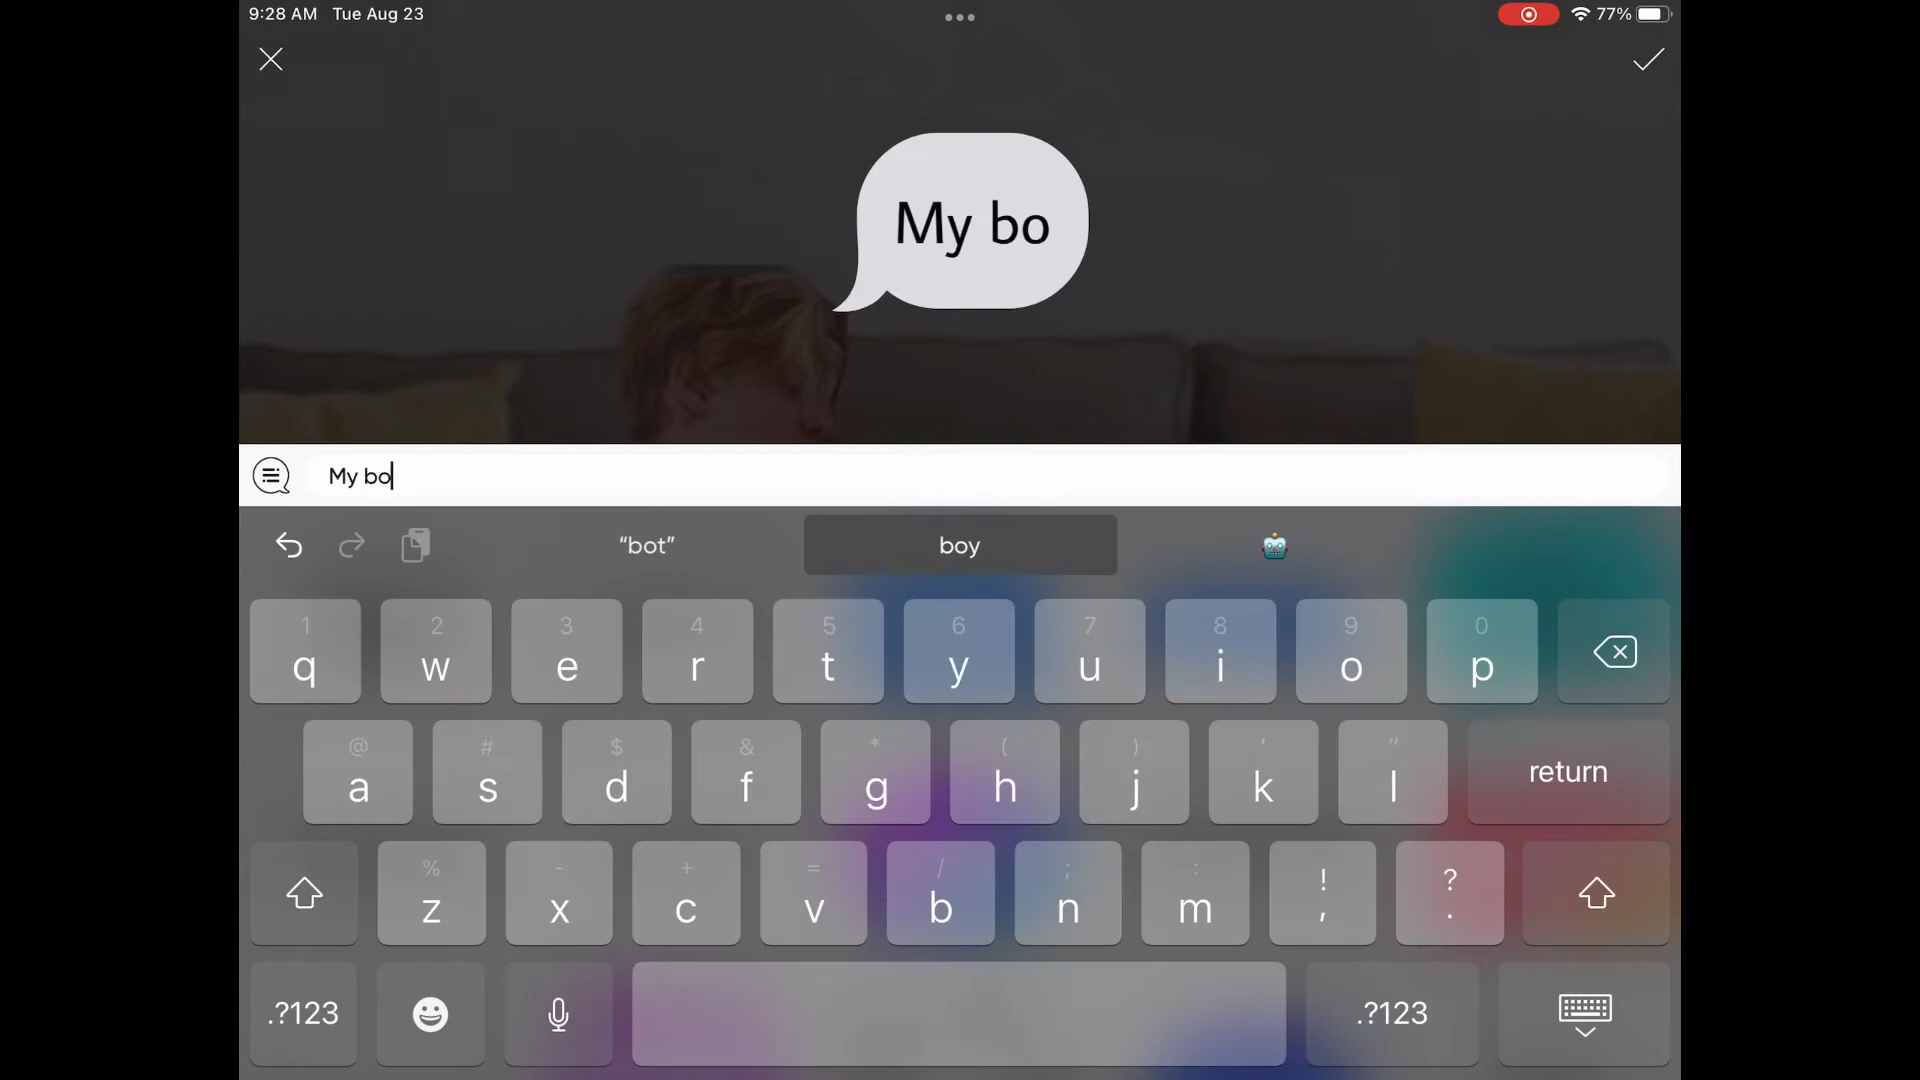 9:28 AM Tue Aug 23
77%
My bo
My bo
“bot” boy
1 2 3 4 5 6 7 8 9 0
q w e r t y u i o p
@ # $ & * ( ) ' "
a s d f g h j k l return
% - + = / ; : ! ?
z x c v b n m , .
.?123 .?123